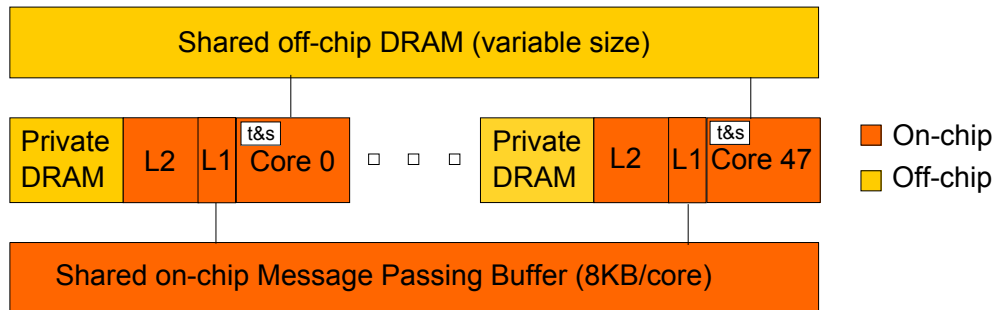 Shared off-chip DRAM (variable size)
Private
DRAM
L2
L1
t&s
Core 0
Private
DRAM
L2
L1
t&s
Core 47
On-chip
Off-chip
Shared on-chip Message Passing Buffer (8KB/core)